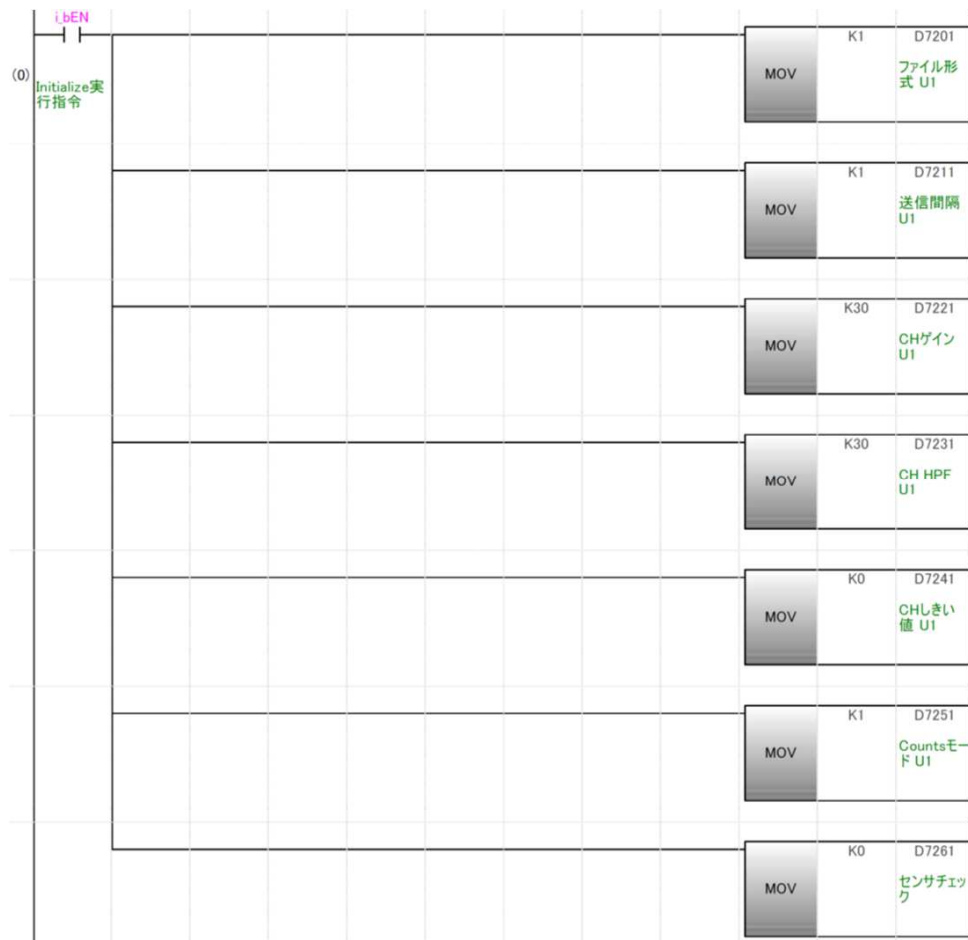 i_bEN
(0)
Initialize実
行指令
MOV
K1
D7201
ファイル形
式 U1
MOV
K1
D7211
送信間隔
U1
MOV
K30
D7221
CHゲイン
U1
MOV
K30
D7231
CH HPF
U1
MOV
K0
D7241
CHしきい
値 U1
MOV
K1
D7251
Countsモー
ド U1
MOV
K0
D7261
センサチェッ
ク